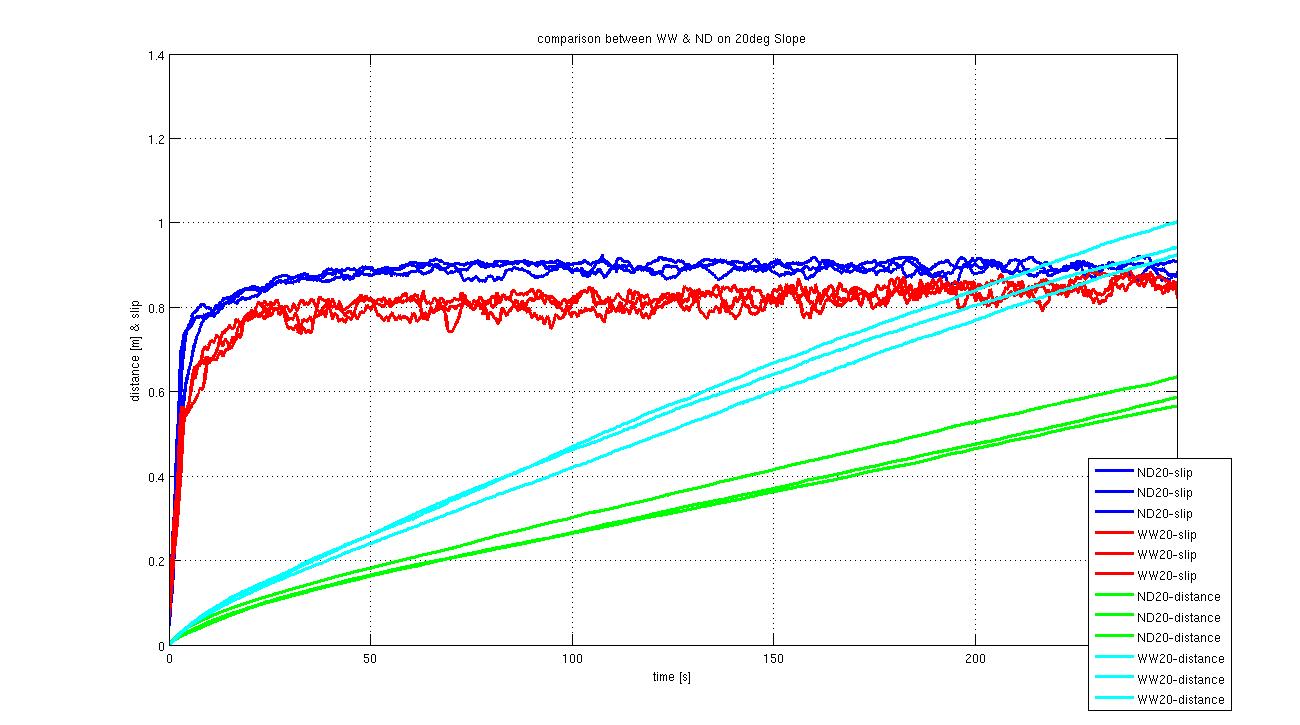 comparison between WW & ND on 20deg Slope
1.4
1.2
1
0.8
0.6
0.4
0.2
0
distance [m] & slip
0 50 100 150 200
time [s]
ND20-slip
ND20-slip
ND20-slip
WW20-slip
WW20-slip
WW20-slip
ND20-distance
ND20-distance
ND20-distance
WW20-distance
WW20-distance
WW20-distance